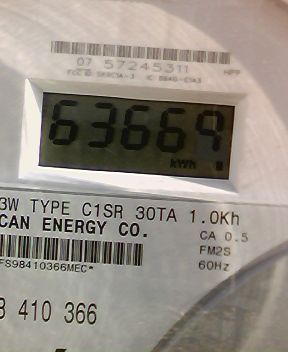 07 57245311
HPP
63669
kWh
3W TYPE C1SR 30TA 1.0Kh
CAN ENERGY CO.
CA 0.5
FM2S
60Hz
FS98410366MEC*
410 366